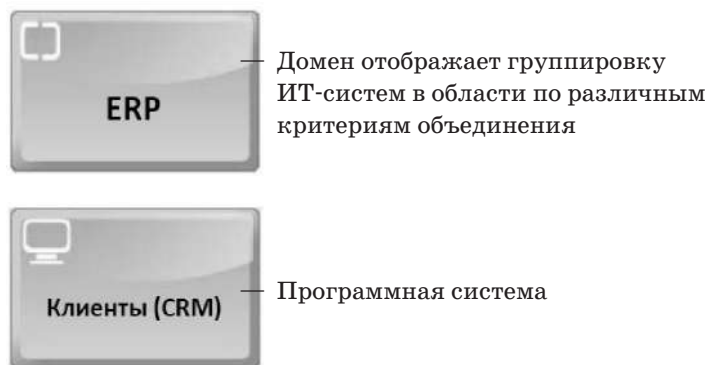 ERP
Домен отображает группировку
ИТ-систем в области по различным
критериям объединения
Клиенты (CRM)
Программная система